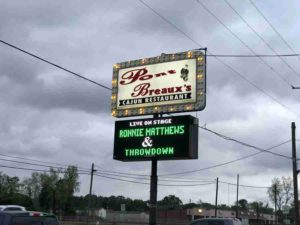 Pont
Breaux's
CAJUN RESTAURANT
LIVE ON STAGE
RONNIE MATTHEWS
&
THROWDOWN